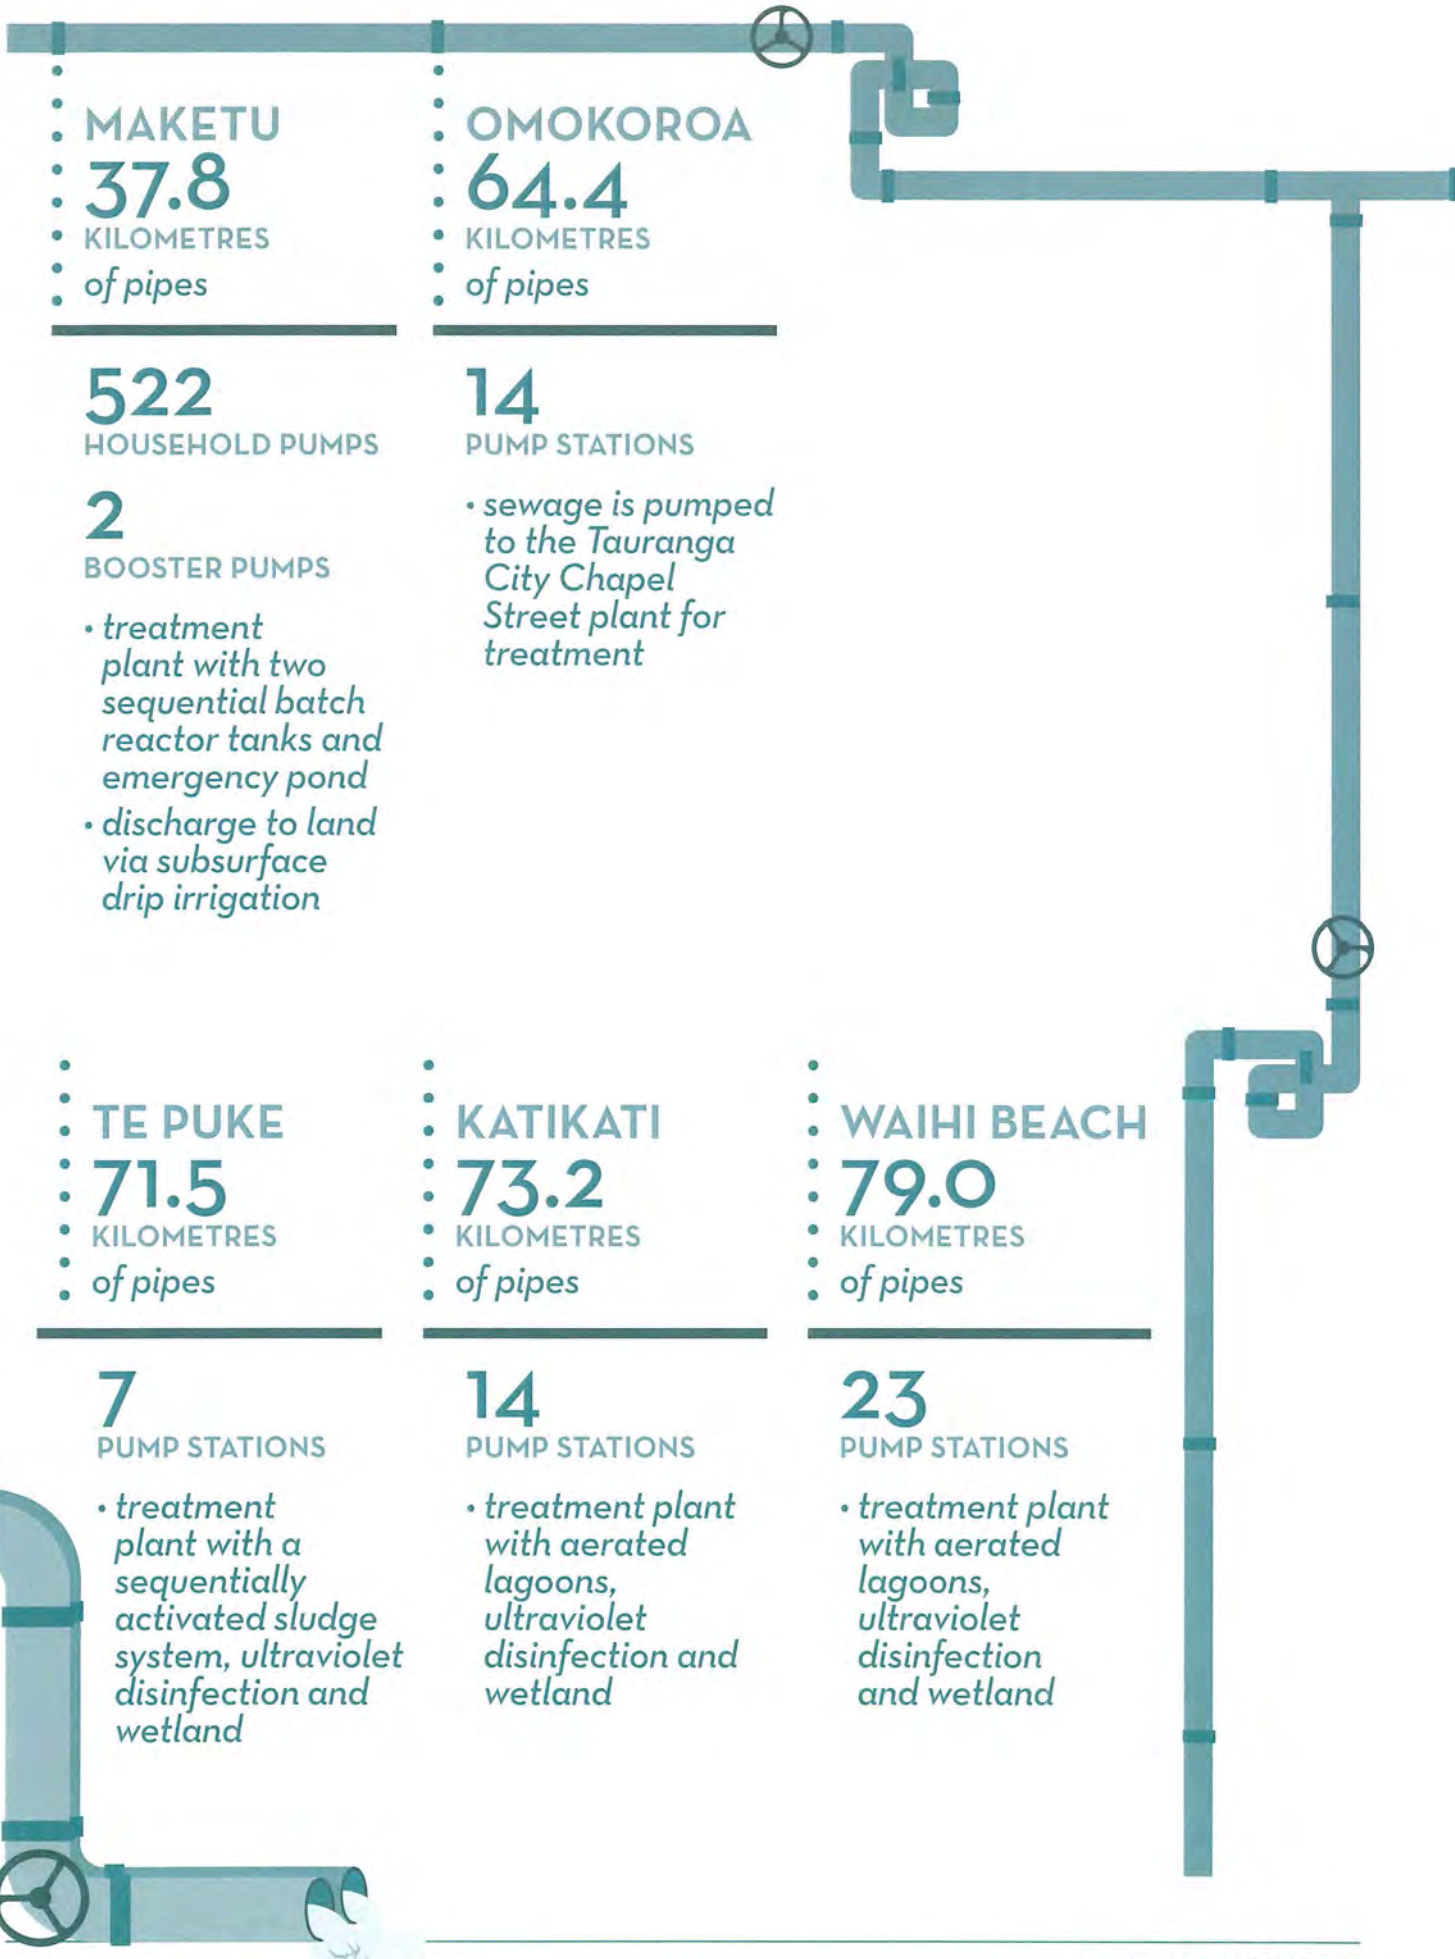 MAKETU
37.8
KILOMETRES
of pipes
522
HOUSEHOLD PUMPS
2
BOOSTER PUMPS
• treatment
plant with two
sequential batch
reactor tanks and
emergency pond
• discharge to land
via subsurface
drip irrigation
OMOKOROA
64.4
KILOMETRES
of pipes
14
PUMP STATIONS
• sewage is pumped
to the Tauranga
City Chapel
Street plant for
treatment
TE PUKE
71.5
KILOMETRES
of pipes
7
PUMP STATIONS
• treatment
plant with a
sequentially
activated sludge
system, ultraviolet
disinfection and
wetland
KATIKATI
73.2
KILOMETRES
of pipes
14
PUMP STATIONS
• treatment plant
with aerated
lagoons,
ultraviolet
disinfection and
wetland
WAIHI BEACH
79.0
KILOMETRES
of pipes
23
PUMP STATIONS
• treatment plant
with aerated
lagoons,
ultraviolet
disinfection
and wetland